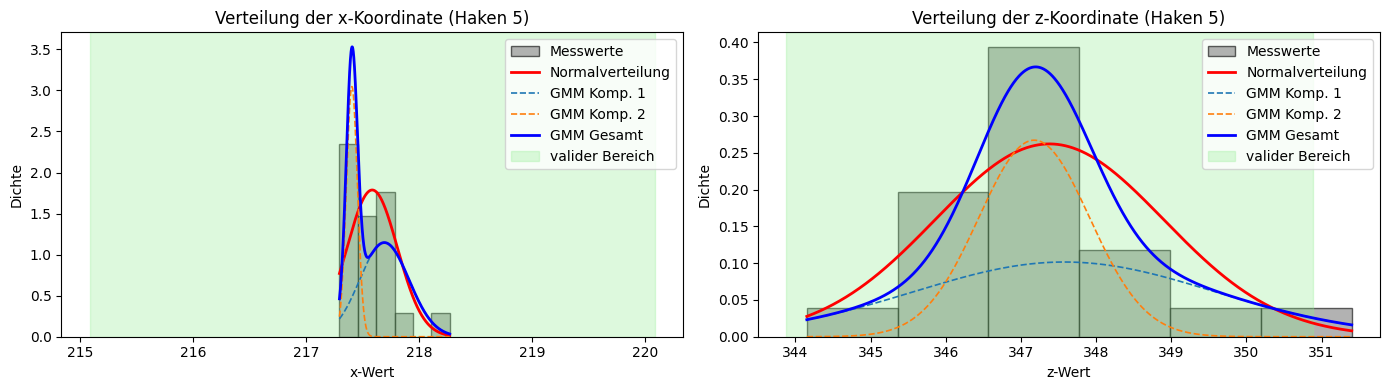 Verteilung der x-Koordinate (Haken 5)
Dichte
3.5
3.0
2.5
2.0
1.5
1.0
0.5
0.0
215
216
217
218
219
220
x-Wert
Messwerte
Normalverteilung
GMM Komp. 1
GMM Komp. 2
GMM Gesamt
valider Bereich
Verteilung der z-Koordinate (Haken 5)
Dichte
0.40
0.35
0.30
0.25
0.20
0.15
0.10
0.05
0.00
344
345
346
347
348
349
350
351
z-Wert
Messwerte
Normalverteilung
GMM Komp. 1
GMM Komp. 2
GMM Gesamt
valider Bereich